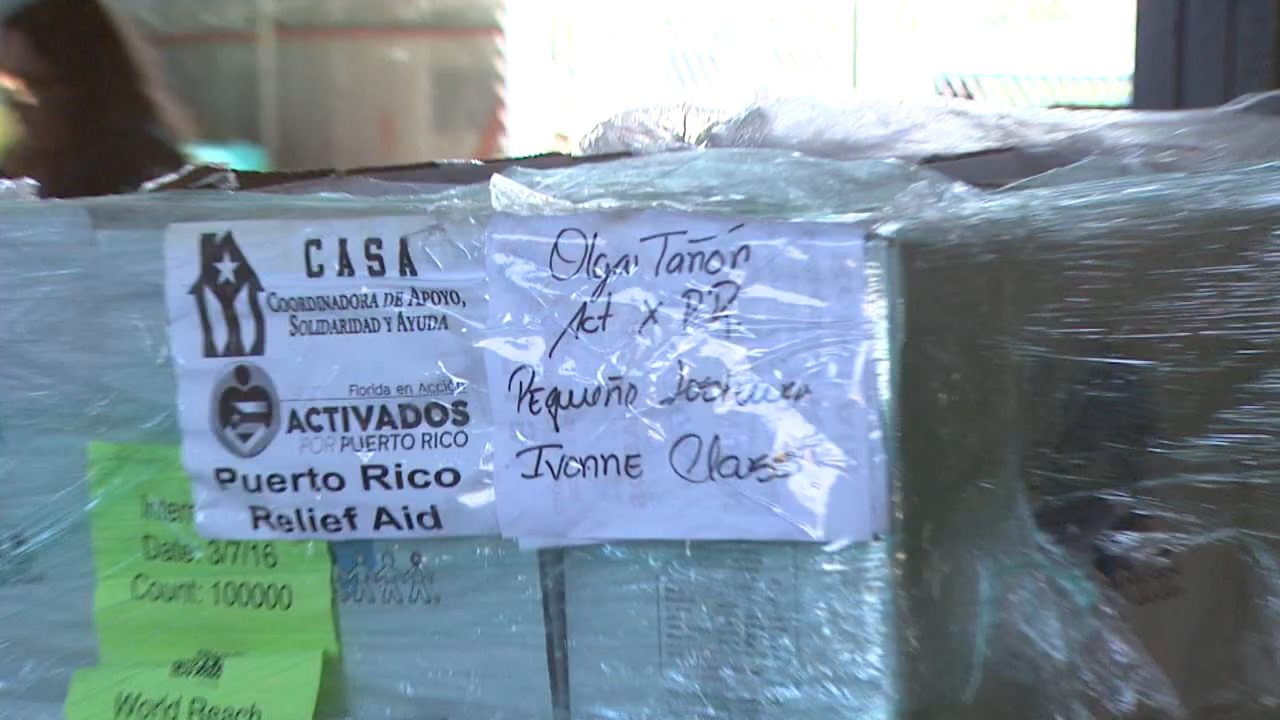 CASA
COORDINADORA DE APOYO,
SOLIDARIDAD Y AYUDA
Florida en Acción
ACTIVADOS
POR PUERTO RICO
Puerto Rico
Relief Aid
Olga Tañón
Act x P.R
Pequeño
IVONNE Class
Date: 3/7/16
Count: 100000
World Reach